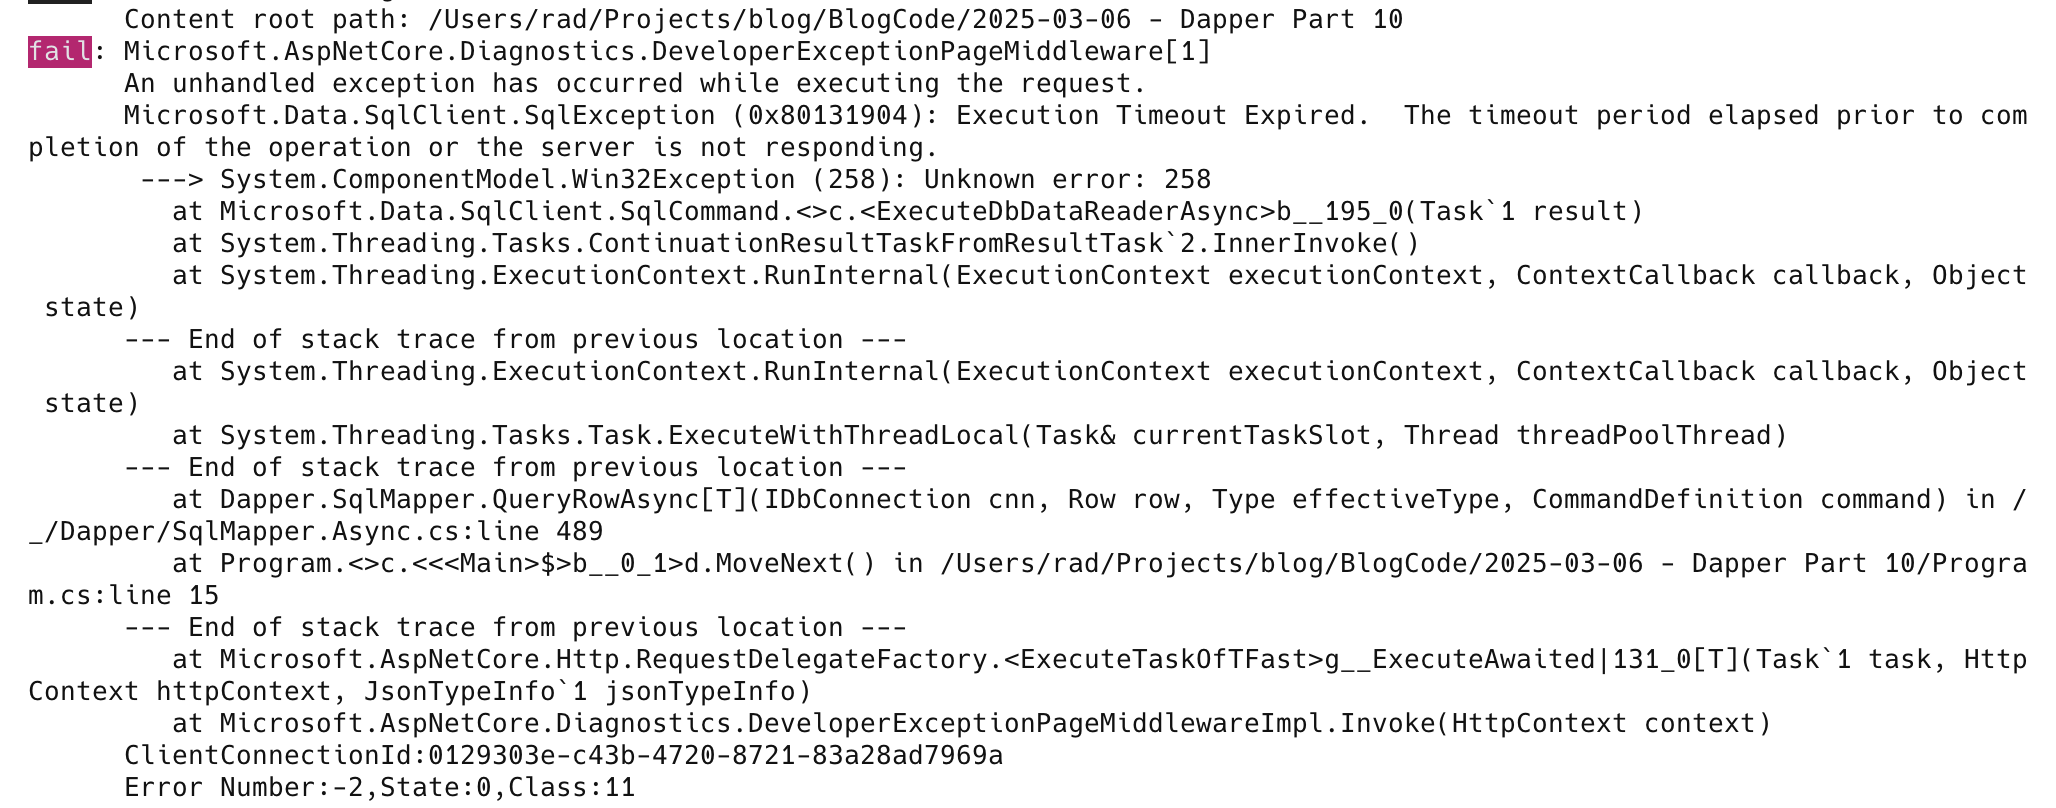 Content root path: /Users/rad/Projects/blog/BlogCode/2025-03-06 - Dapper Part 10
fail: Microsoft.AspNetCore.Diagnostics.DeveloperExceptionPageMiddleware[1]
An unhandled exception has occurred while executing the request.
Microsoft.Data.SqlClient.SqlException (0x80131904): Execution Timeout Expired.  The timeout period elapsed prior to com
pletion of the operation or the server is not responding.
---> System.ComponentModel.Win32Exception (258): Unknown error: 258
at Microsoft.Data.SqlClient.SqlCommand.<>c.<ExecuteDbDataReaderAsync>b__195_0(Task`1 result)
at System.Threading.Tasks.ContinuationResultTaskFromResultTask`2.InnerInvoke()
at System.Threading.ExecutionContext.RunInternal(ExecutionContext executionContext, ContextCallback callback, Object
state)
--- End of stack trace from previous location ---
at System.Threading.ExecutionContext.RunInternal(ExecutionContext executionContext, ContextCallback callback, Object
state)
at System.Threading.Tasks.Task.ExecuteWithThreadLocal(Task& currentTaskSlot, Thread threadPoolThread)
--- End of stack trace from previous location ---
at Dapper.SqlMapper.QueryRowAsync[T](IDbConnection cnn, Row row, Type effectiveType, CommandDefinition command) in /
_/Dapper/SqlMapper.Async.cs:line 489
at Program.<>c.<<<Main>$>b__0_1>d.MoveNext() in /Users/rad/Projects/blog/BlogCode/2025-03-06 - Dapper Part 10/Progra
m.cs:line 15
--- End of stack trace from previous location ---
at Microsoft.AspNetCore.Http.RequestDelegateFactory.<ExecuteTaskOfTFast>g__ExecuteAwaited|131_0[T](Task`1 task, Http
Context httpContext, JsonTypeInfo`1 jsonTypeInfo)
at Microsoft.AspNetCore.Diagnostics.DeveloperExceptionPageMiddlewareImpl.Invoke(HttpContext context)
ClientConnectionId:0129303e-c43b-4720-8721-83a28ad7969a
Error Number:-2,State:0,Class:11